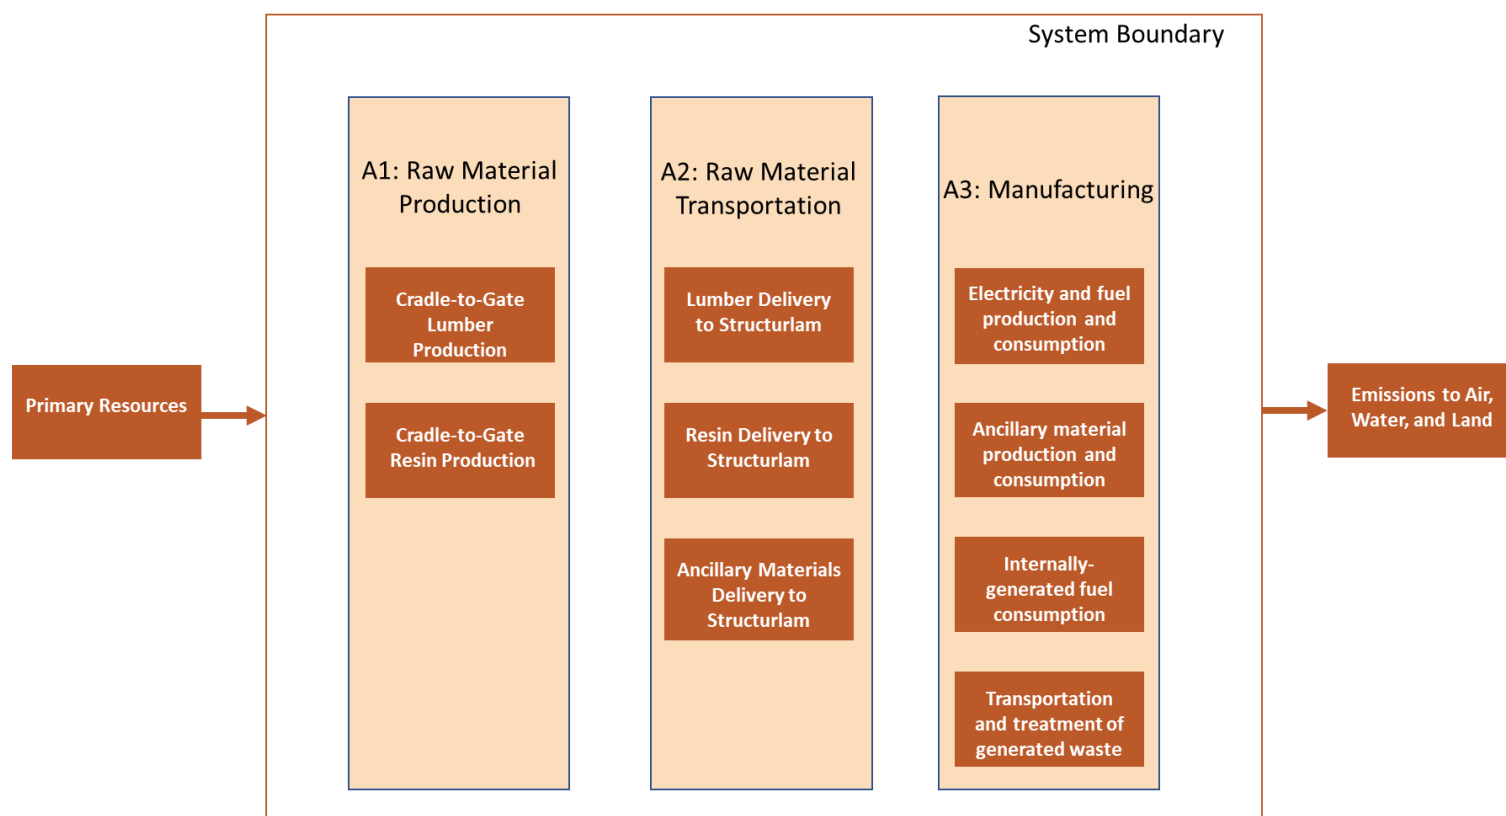 System Boundary
A1: Raw Material
Production
Cradle-to-Gate
Lumber
Production
Cradle-to-Gate
Resin Production
A2: Raw Material
Transportation
Lumber Delivery
to Structurlam
Resin Delivery to
Structurlam
Ancillary Materials
Delivery to
Structurlam
A3: Manufacturing
Electricity and fuel
production and
consumption
Ancillary material
production and
consumption
Internally-
generated fuel
consumption
Transportation
and treatment of
generated waste
Primary Resources
Emissions to Air,
Water, and Land